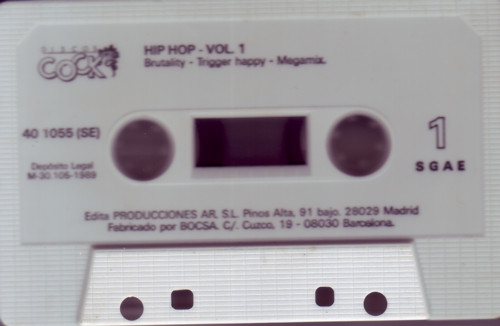 DISCOS
COCK
HIP HOP - VOL. 1
Brutality - Trigger happy - Megamix.
40 1055 (SE)
Depósito Legal
M-30.105-1989
1
SGAE
Edita PRODUCCIONES AR, S.L. Pinos Alta, 91 bajo. 28029 Madrid
Fabricado por BOCSA. C/. Cuzco, 19 - 08030 Barcelona.